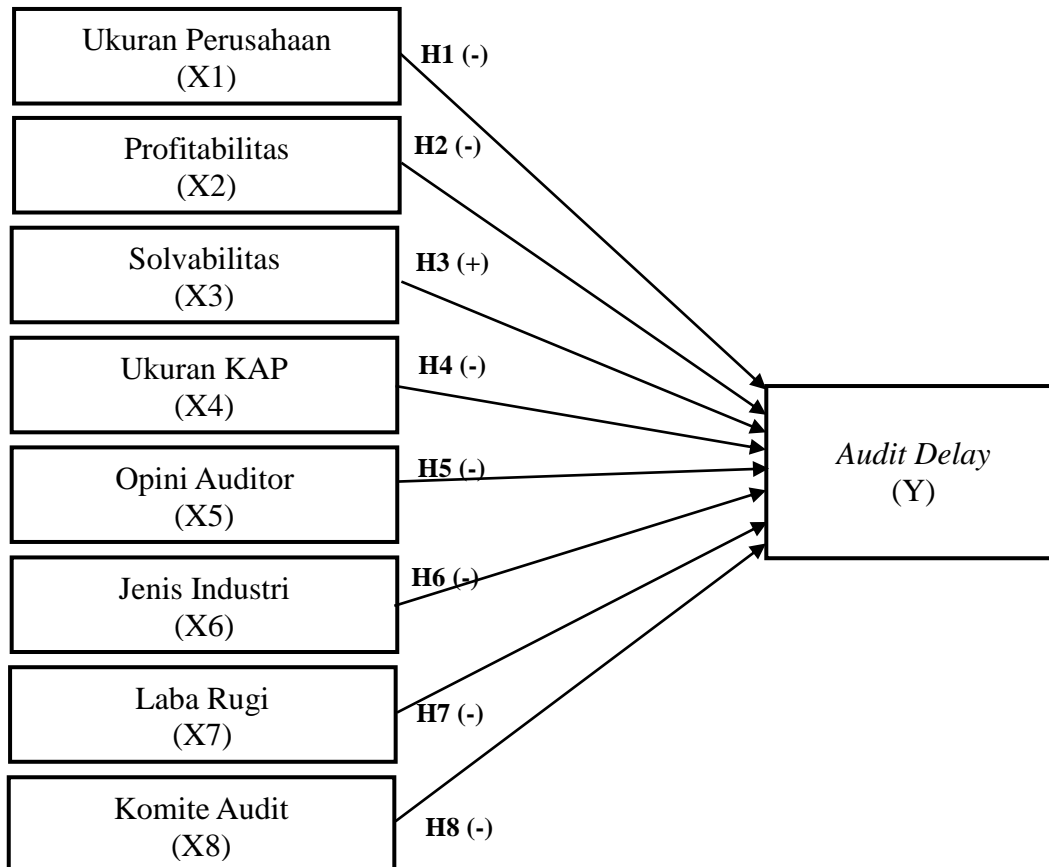 Ukuran Perusahaan
(X1)
H1 (-)
Profitabilitas
(X2)
H2 (-)
Solvabilitas
(X3)
H3 (+)
Ukuran KAP
(X4)
H4 (-)
Audit Delay
(Y)
Opini Auditor
(X5)
H5 (-)
Jenis Industri
(X6)
H6 (-)
Laba Rugi
(X7)
H7 (-)
Komite Audit
(X8)
H8 (-)